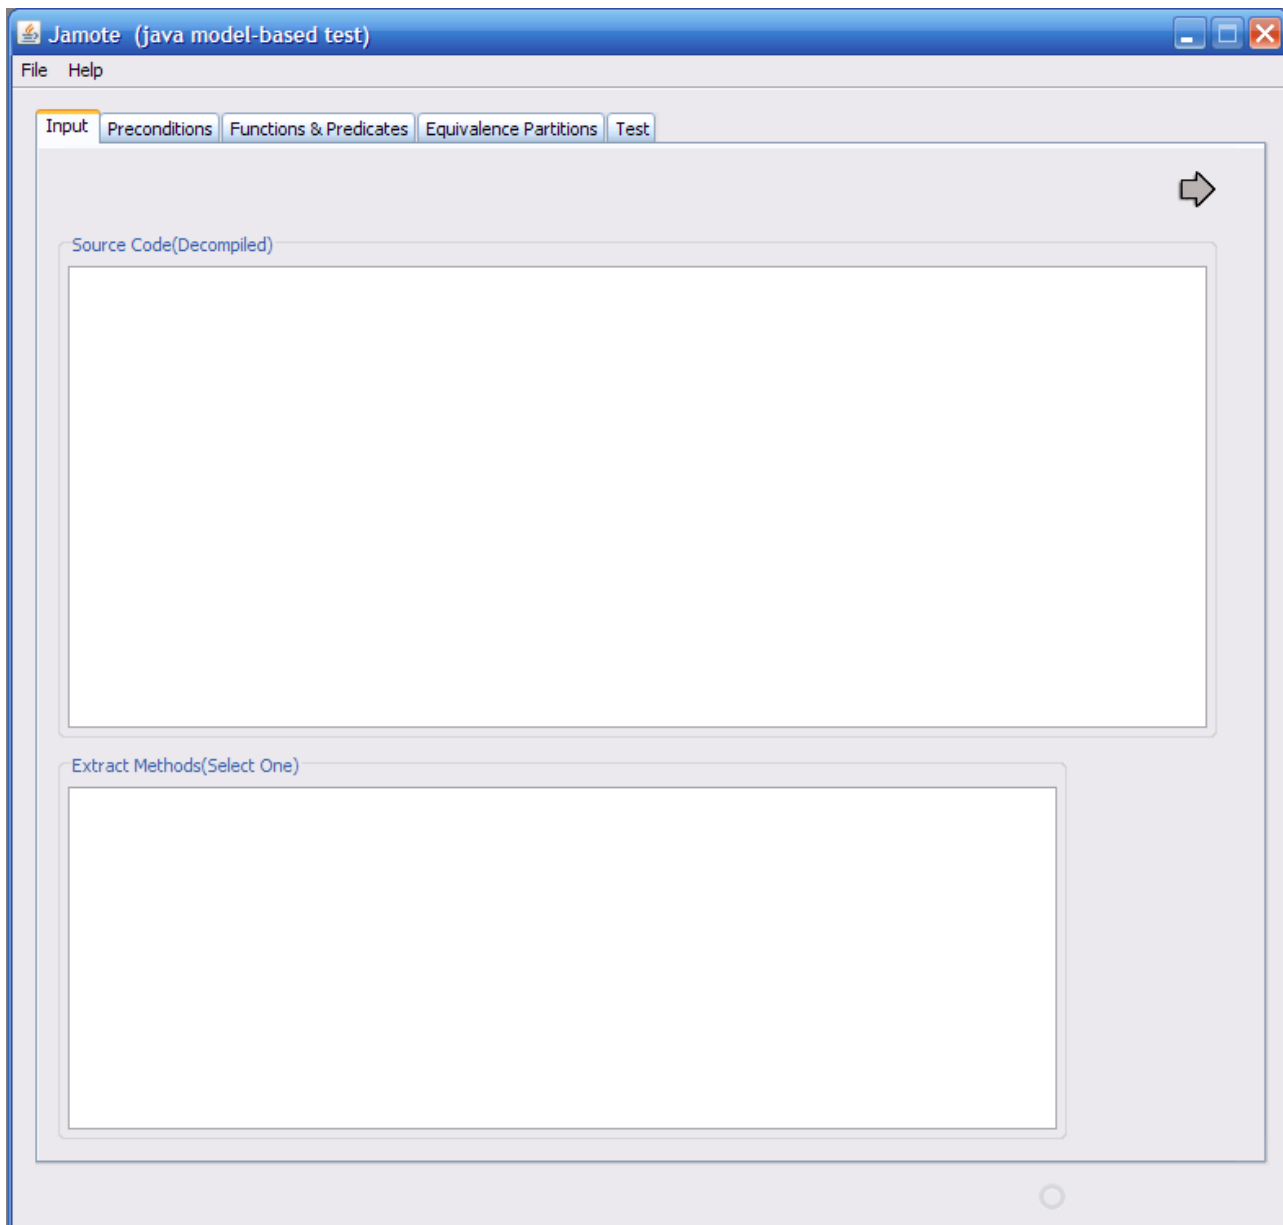 Jamote (java model-based test)
File Help
Input Preconditions Functions & Predicates Equivalence Partitions Test
Source Code(Decompiled)
Extract Methods(Select One)